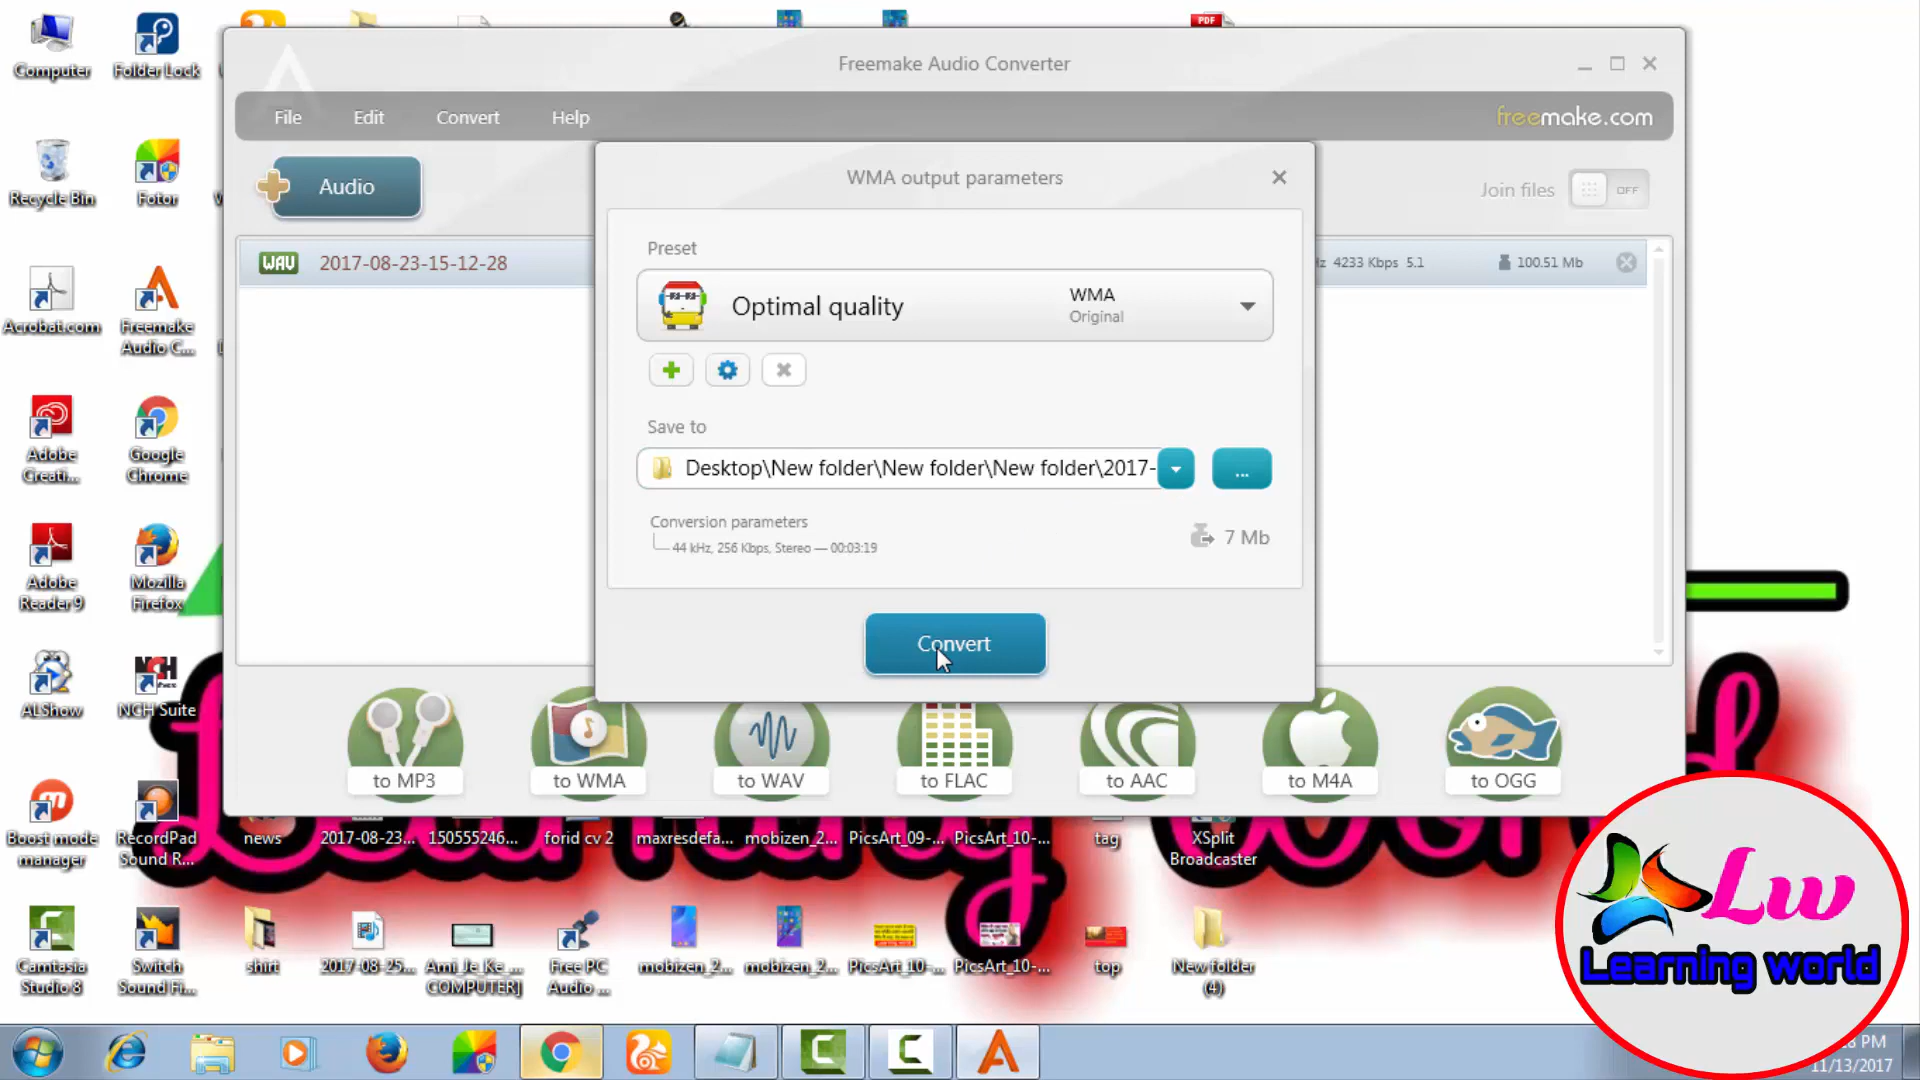 Computer
Folder Lock
Recycle Bin
Fotor
Acrobat.com
Freemake
Audio C...
Adobe
Creati...
Google
Chrome
Adobe
Reader 9
Mozilla
Firefox
ALShow
NCH Suite
NCH
Boost mode
manager
RecordPad
Sound R...
Camtasia
Studio 8
Switch
Sound Fi...
PDF
Freemake Audio Converter
File
Edit
Convert
Help
freemake.com
Audio
Join files
OFF
WAV
2017-08-23-15-12-28
Hz 4233 Kbps 5.1
100.51 Mb
WMA output parameters
Preset
Optimal quality
WMA
Original
Save to
Desktop\New folder\New folder\New folder\2017-
...
Conversion parameters
44 kHz, 256 Kbps, Stereo — 00:03:19
7 Mb
Convert
to MP3
to WMA
to WAV
to FLAC
to AAC
to M4A
to OGG
news
2017-08-23...
150555246...
forid cv 2
maxresdefa...
mobizen_2...
PicsArt_09-...
PicsArt_10-...
tag
XSplit
Broadcaster
shirt
2017-08-25...
Ami_Je_Ke_...
COMPUTER]
Free PC
Audio ...
mobizen_2...
mobizen_2...
PicsArt_10-...
PicsArt_10-...
top
New folder
(4)
Lw
Learning world
8 PM
11/13/2017